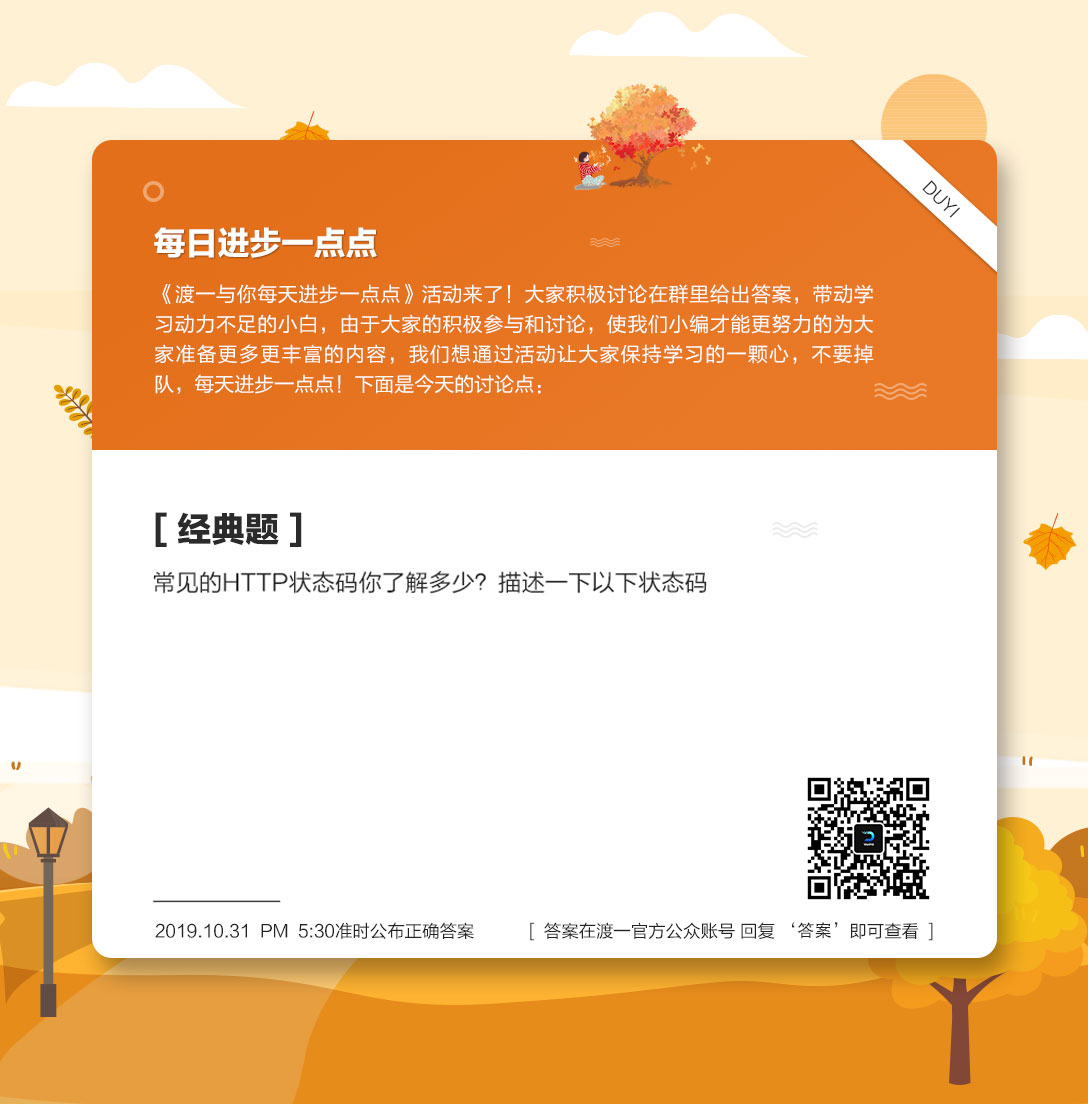 DUYI
每日进步一点点
《渡一与你每天进步一点点》活动来了！大家积极讨论在群里给出答案，带动学
习动力不足的小白，由于大家的积极参与和讨论，使我们小编才能更努力的为大
家准备更多更丰富的内容，我们想通过活动让大家保持学习的一颗心，不要掉
队，每天进步一点点！下面是今天的讨论点：
[ 经典题 ]
常见的HTTP状态码你了解多少？描述一下以下状态码
2019.10.31 PM 5:30准时公布正确答案
[ 答案在渡一官方公众账号 回复 ‘答案’即可查看 ]